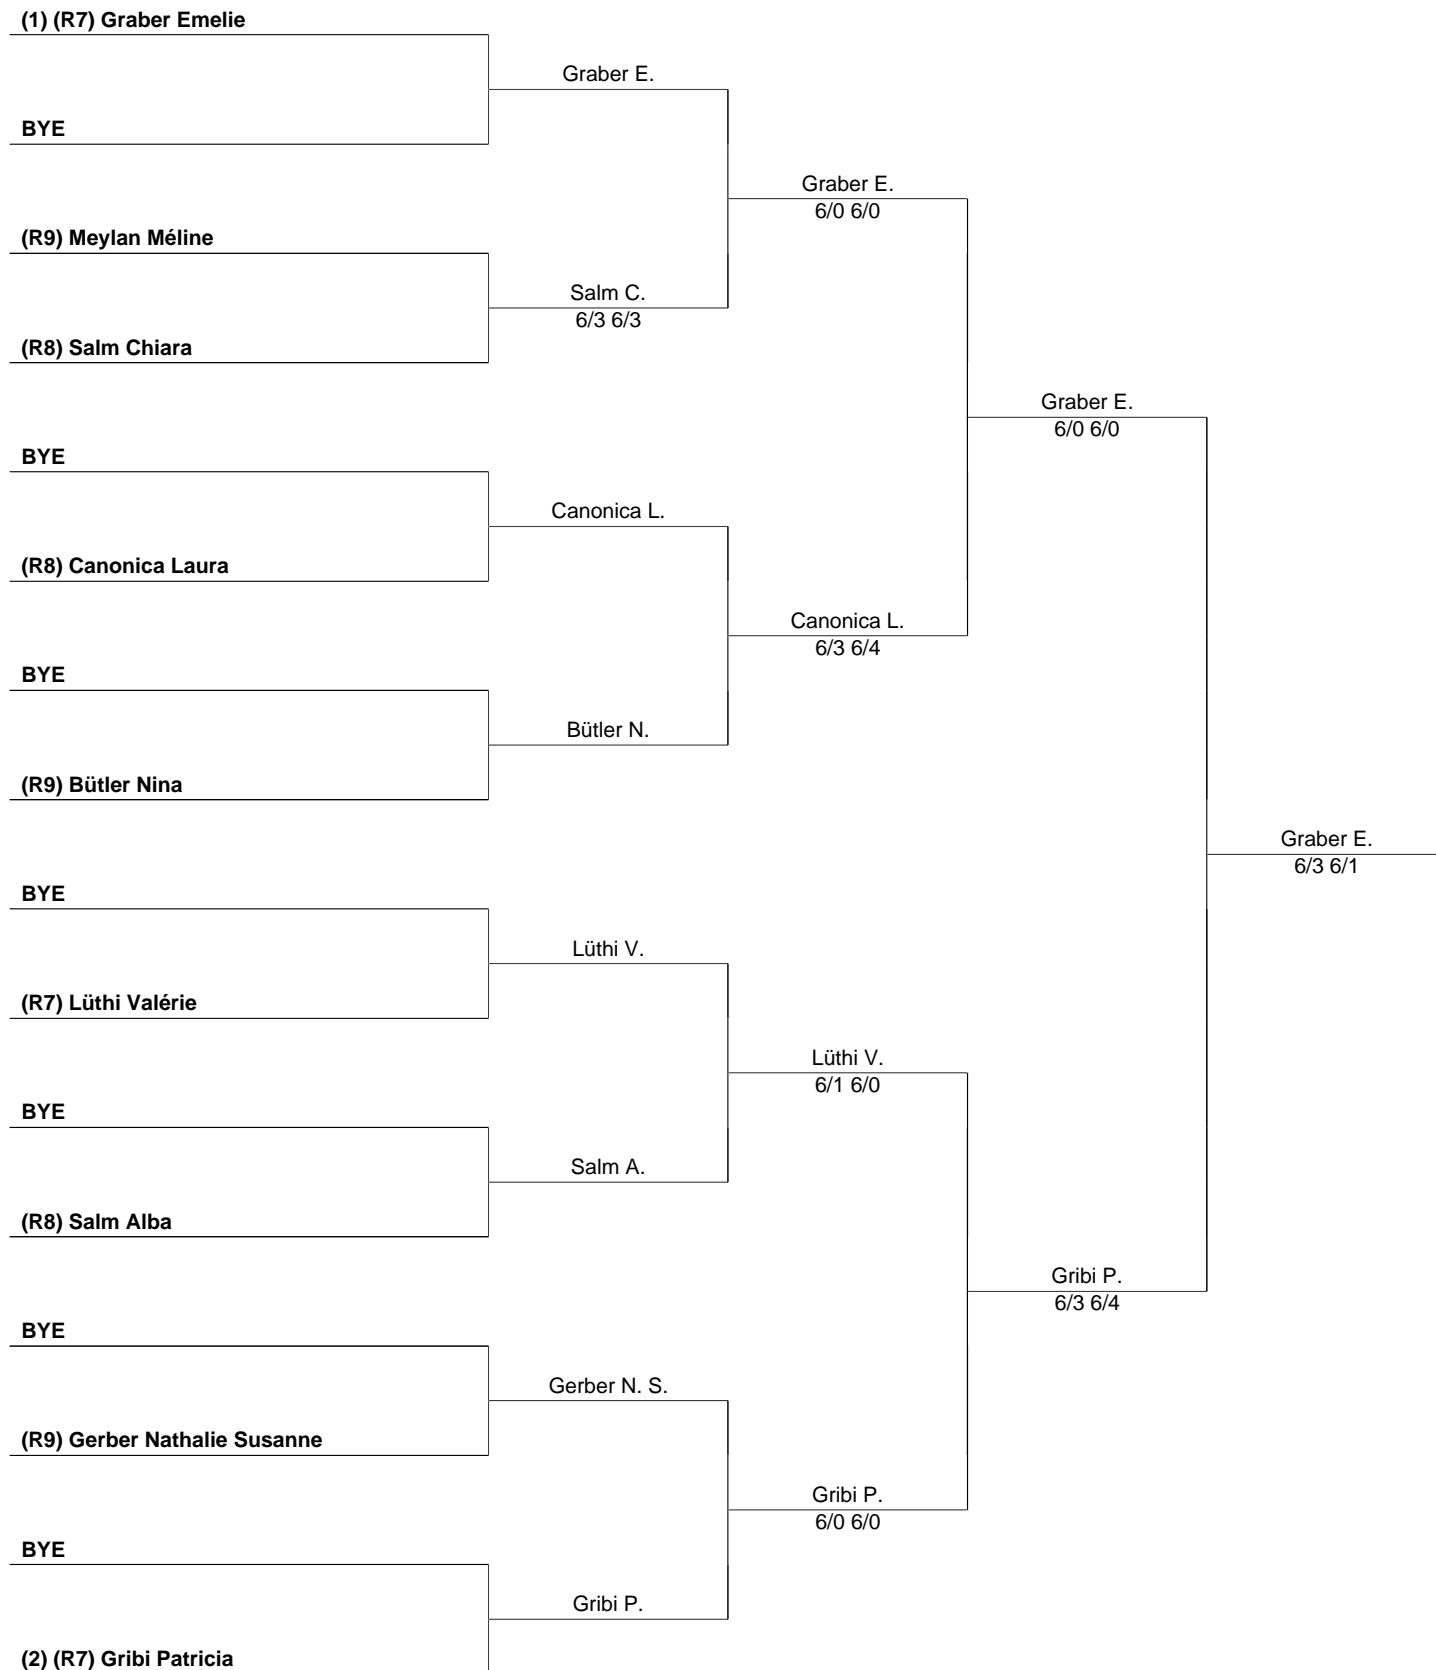 (1) (R7) Graber Emelie
Graber E.
BYE
Graber E.
6/0 6/0
(R9) Meylan Méline
Salm C.
6/3 6/3
(R8) Salm Chiara
Graber E.
6/0 6/0
BYE
Canonica L.
(R8) Canonica Laura
Canonica L.
6/3 6/4
BYE
Bütler N.
(R9) Bütler Nina
Graber E.
6/3 6/1
BYE
Lüthi V.
(R7) Lüthi Valérie
Lüthi V.
6/1 6/0
BYE
Salm A.
(R8) Salm Alba
Gribi P.
6/3 6/4
BYE
Gerber N. S.
(R9) Gerber Nathalie Susanne
Gribi P.
6/0 6/0
BYE
Gribi P.
(2) (R7) Gribi Patricia